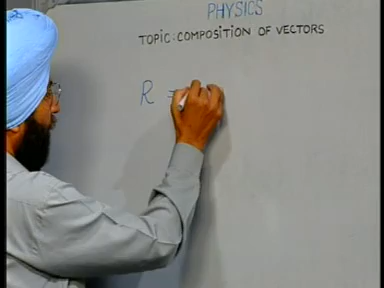 PHYSICS
TOPIC: COMPOSITION OF VECTORS
R =